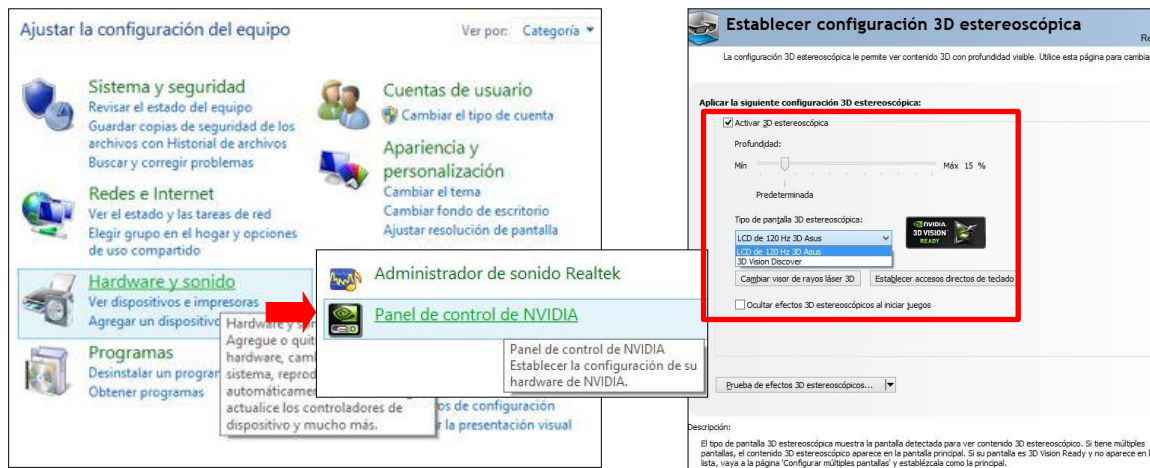 Ajustar la configuración del equipo
Ver por: Categoría
Sistema y seguridad
Revisar el estado del equipo
Guardar copias de seguridad de los
archivos con Historial de archivos
Buscar y corregir problemas
Redes e Internet
Ver el estado y las tareas de red
Elegir grupo en el hogar y opciones
de uso compartido
Hardware y sonido
Ver dispositivos e impresoras
Agregar un dispositivo
Programas
Desinstalar un
Obtener programas
Cuentas de usuario
Cambiar el tipo de cuenta
Apariencia y
personalización
Cambiar el tema
Cambiar fondo de escritorio
Ajustar resolución de pantalla
Hardware y
Agregue o quit
hardware, cam
sistema, reprod
automáticame
actualice los controladores de
dispositivo y mucho más.
os de configuración
r la presentación visual
Administrador de sonido Realtek
Panel de control de NVIDIA
Panel de control de NVIDIA
Establecer la configuración de su
hardware de NVIDIA.
Establecer configuración 3D estereoscópica
Re
La configuración 3D estereoscópica le permite ver contenido 3D con profundidad visible. Utilice esta página para cambiar
Aplicar la siguiente configuración 3D estereoscópica:
Activar 3D estereoscópica
Profundidad:
Mín Máx 15 %
Predeterminada
Tipo de pantalla 3D estereoscópica:
LCD de 120 Hz 3D Asus
LCD de 120 Hz 3D Asus
3D Vision Discover
NVIDIA
3D VISION
READY
Cambiar visor de rayos láser 3D Establecer accesos directos de teclado
Ocultar efectos 3D estereoscópicos al iniciar juegos
Prueba de efectos 3D estereoscópicos...
Descripción:
El tipo de pantalla 3D estereoscópica muestra la pantalla detectada para ver contenido 3D estereoscópico. Si tiene múltiples
pantallas, el contenido 3D estereoscópico aparece en la pantalla principal. Si su pantalla es 3D Vision Ready y no aparece en l
lista, vaya a la página 'Configurar múltiples pantallas' y establézcala como la principal.